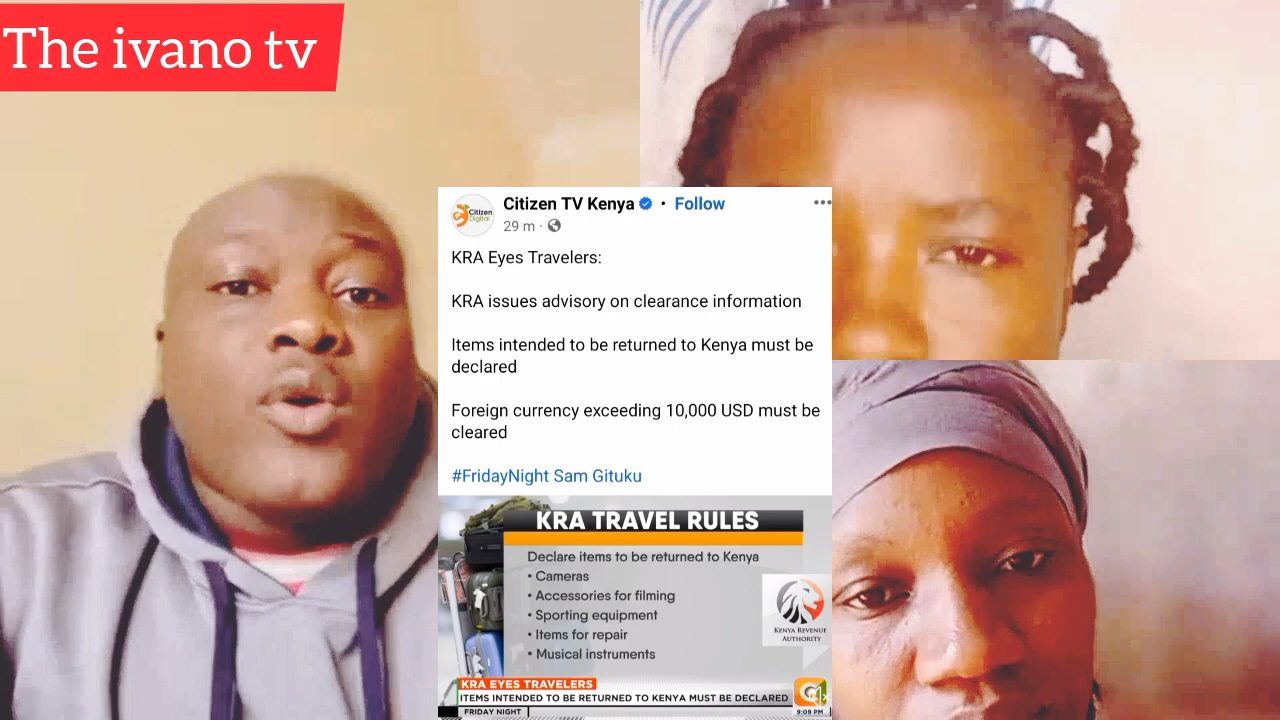 The ivano tv
Citizen TV Kenya · Follow
29 m ·
Citizen
Digital
KRA Eyes Travelers:
KRA issues advisory on clearance information
Items intended to be returned to Kenya must be
declared
Foreign currency exceeding 10,000 USD must be
cleared
#FridayNight Sam Gituku
KRA TRAVEL RULES
Declare items to be returned to Kenya
• Cameras
• Accessories for filming
• Sporting equipment
• Items for repair
• Musical instruments
KENYA REVENUE
AUTHORITY
KRA EYES TRAVELERS
ITEMS INTENDED TO BE RETURNED TO KENYA MUST BE DECLARED
FRIDAY NIGHT
9:09 PM